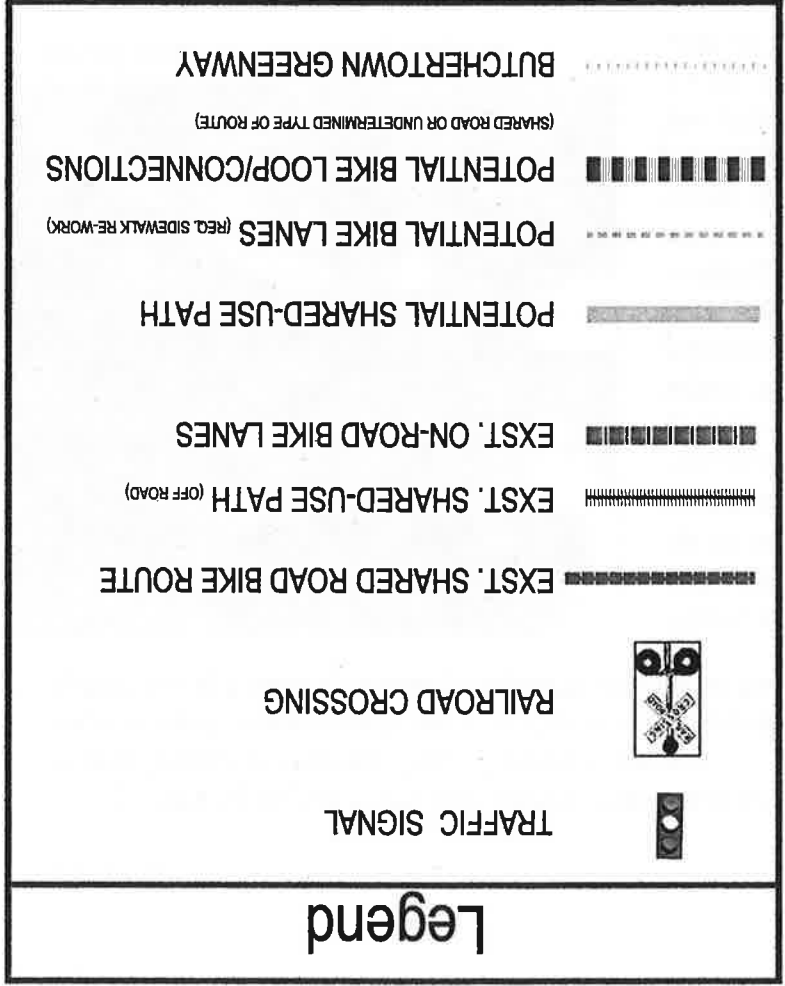 Legend
TRAFFIC SIGNAL
RAILROAD CROSSING
EXST. SHARED ROAD BIKE ROUTE
EXST. SHARED-USE PATH (OFF ROAD)
EXST. ON-ROAD BIKE LANES
POTENTIAL SHARED-USE PATH
POTENTIAL BIKE LANES (REQ. SIDEWALK RE-WORK)
POTENTIAL BIKE LOOP/CONNECTIONS
(SHARED ROAD OR UNDETERMINED TYPE OF ROUTE)
BUTCHERTOWN GREENWAY